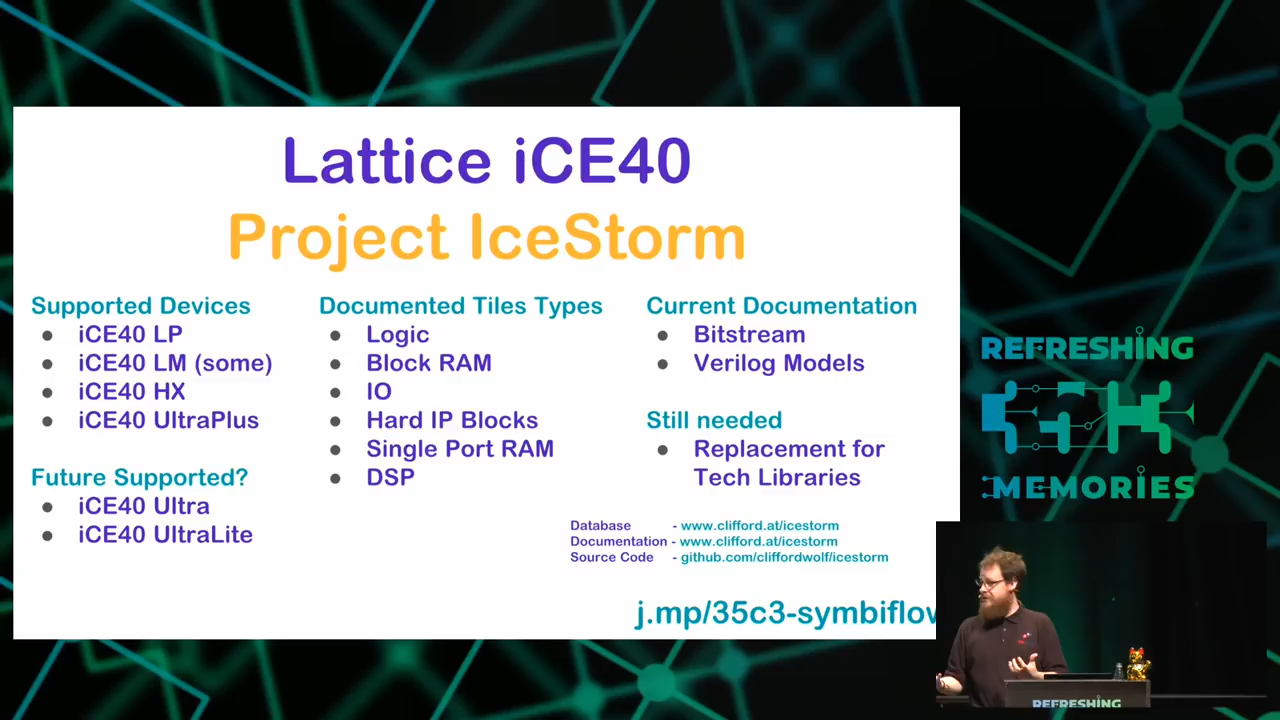 Lattice iCE40
Project IceStorm
Supported Devices
● iCE40 LP
● iCE40 LM (some)
● iCE40 HX
● iCE40 UltraPlus
Future Supported?
● iCE40 Ultra
● iCE40 UltraLite
Documented Tiles Types
● Logic
● Block RAM
● IO
● Hard IP Blocks
● Single Port RAM
● DSP
Current Documentation
● Bitstream
● Verilog Models
Still needed
● Replacement for
Tech Libraries
Database - www.clifford.at/icestorm
Documentation - www.clifford.at/icestorm
Source Code - github.com/cliffordwolf/icestorm
j.mp/35c3-symbiflow
REFRESHING
MEMORIES
REFRESHING